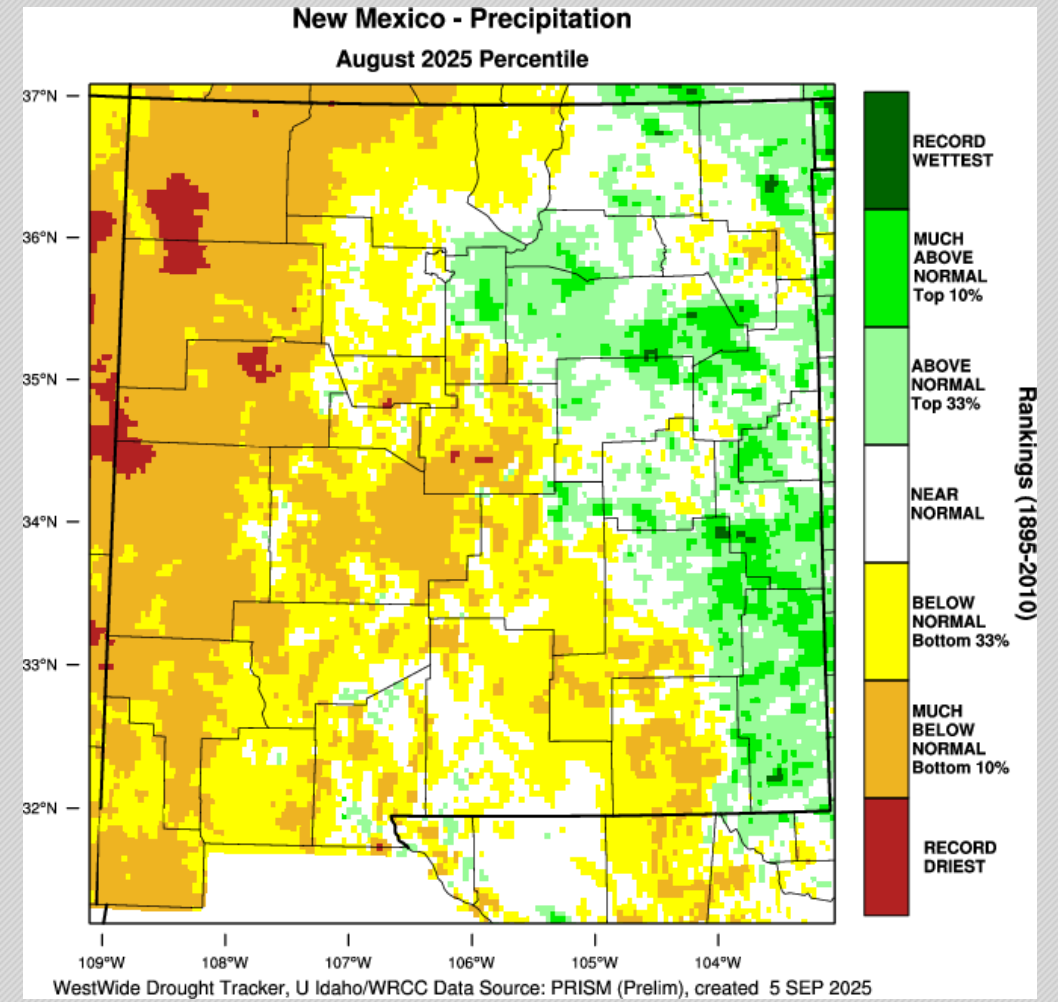 New Mexico - Precipitation
August 2025 Percentile
37°N
36°N
35°N
34°N
33°N
32°N
109°W
108°W
107°W
106°W
105°W
104°W
RECORD
WETTEST
MUCH
ABOVE
NORMAL
Top 10%
ABOVE
NORMAL
Top 33%
NEAR
NORMAL
BELOW
NORMAL
Bottom 33%
MUCH
BELOW
NORMAL
Bottom 10%
RECORD
DRIEST
Rankings (1895-2010)
WestWide Drought Tracker, U Idaho/WRCC Data Source: PRISM (Prelim), created 5 SEP 2025